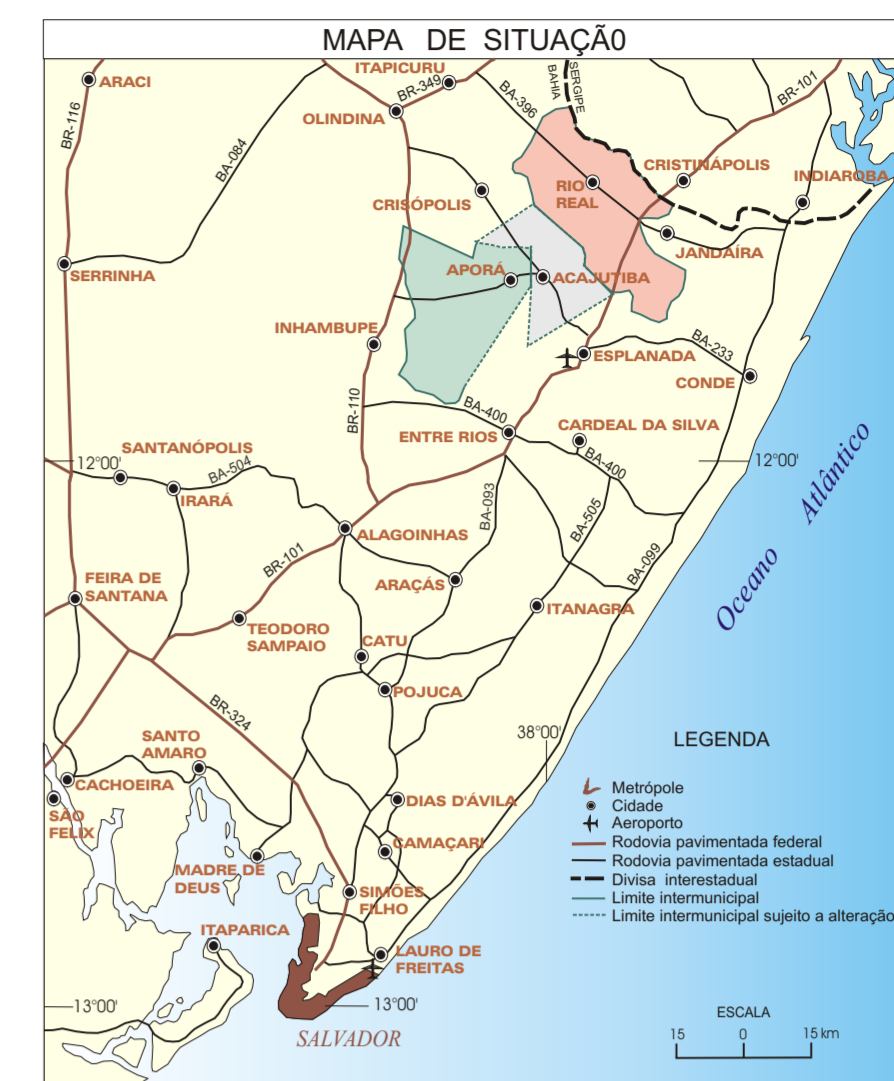 MAPA DE SITUAÇÃ0
ITAPICURU
ARACI
BR-349
BA-396
BAHIA
SERGIPE
BR-101
OLINDINA
BR-116
BA-084
CRISTINÁPOLIS
INDIAROBA
RIO
REAL
CRISÓPOLIS
JANDAÍRA
SERRINHA
APORÁ
ACAJUTIBA
INHAMBUPE
ESPLANADA
BA-233
CONDE
BR-110
BA-400
ENTRE RIOS
CARDEAL DA SILVA
BA-400
SANTANÓPOLIS
12°00'
12°00'
BA-504
IRARÁ
BA-093
BA-505
Oceano Atlântico
ALAGOINHAS
BR-101
BA-099
FEIRA DE
SANTANA
ARAÇÁS
ITANAGRA
TEODORO
SAMPAIO
CATU
POJUCA
BR-324
38°00'
SANTO
AMARO
CACHOEIRA
SÃO
FELIX
DIAS D'ÁVILA
CAMAÇARI
MADRE DE
DEUS
SIMÕES
FILHO
ITAPARICA
LAURO DE
FREITAS
13°00'
13°00'
SALVADOR
LEGENDA
Metrópole
Cidade
Aeroporto
Rodovia pavimentada federal
Rodovia pavimentada estadual
Divisa interestadual
Limite intermunicipal
Limite intermunicipal sujeito a alteração
ESCALA
15 0 15 km